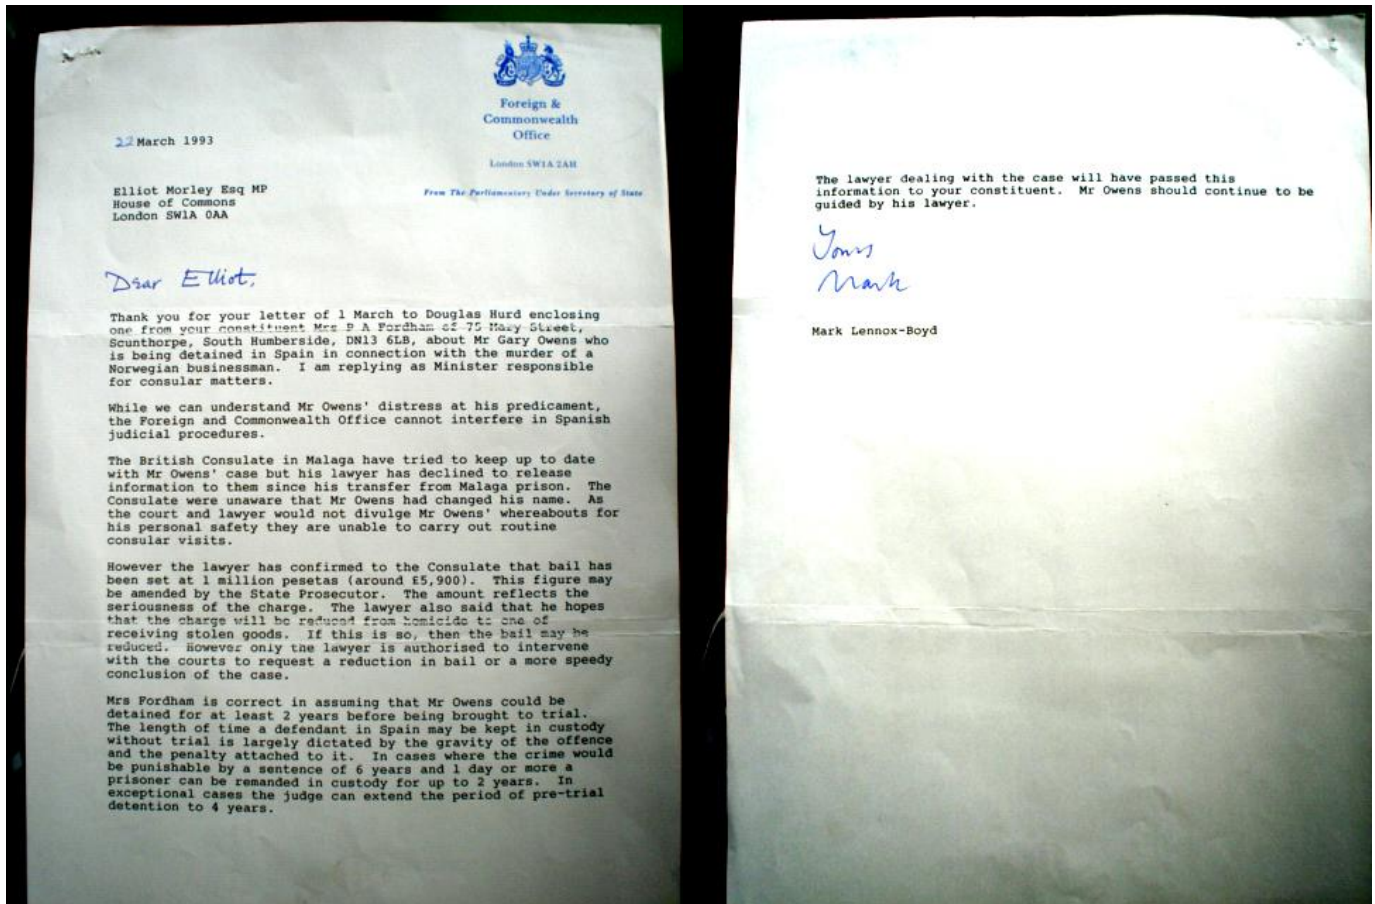 Foreign &
Commonwealth
Office
London SW1A 2AH
From The Parliamentary Under Secretary of State
22 March 1993
Elliot Morley Esq MP
House of Commons
London SW1A 0AA
Dear Elliot,
Thank you for your letter of 1 March to Douglas Hurd enclosing
one from your constituent Mrs P A Fordham of 75 Mary Street,
Scunthorpe, South Humberside, DN13 6LB, about Mr Gary Owens who
is being detained in Spain in connection with the murder of a
Norwegian businessman. I am replying as Minister responsible
for consular matters.
While we can understand Mr Owens' distress at his predicament,
the Foreign and Commonwealth Office cannot interfere in Spanish
judicial procedures.
The British Consulate in Malaga have tried to keep up to date
with Mr Owens' case but his lawyer has declined to release
information to them since his transfer from Malaga prison. The
Consulate were unaware that Mr Owens had changed his name. As
the court and lawyer would not divulge Mr Owens' whereabouts for
his personal safety they are unable to carry out routine
consular visits.
However the lawyer has confirmed to the Consulate that bail has
been set at 1 million pesetas (around £5,900). This figure may
be amended by the State Prosecutor. The amount reflects the
seriousness of the charge. The lawyer also said that he hopes
that the charge will be reduced from homicide to one of
receiving stolen goods. If this is so, then the bail may be
reduced. However only the lawyer is authorised to intervene
with the courts to request a reduction in bail or a more speedy
conclusion of the case.
Mrs Fordham is correct in assuming that Mr Owens could be
detained for at least 2 years before being brought to trial.
The length of time a defendant in Spain may be kept in custody
without trial is largely dictated by the gravity of the offence
and the penalty attached to it. In cases where the crime would
be punishable by a sentence of 6 years and 1 day or more a
prisoner can be remanded in custody for up to 2 years. In
exceptional cases the judge can extend the period of pre-trial
detention to 4 years.
The lawyer dealing with the case will have passed this
information to your constituent. Mr Owens should continue to be
guided by his lawyer.
Yours
Mark
Mark Lennox-Boyd